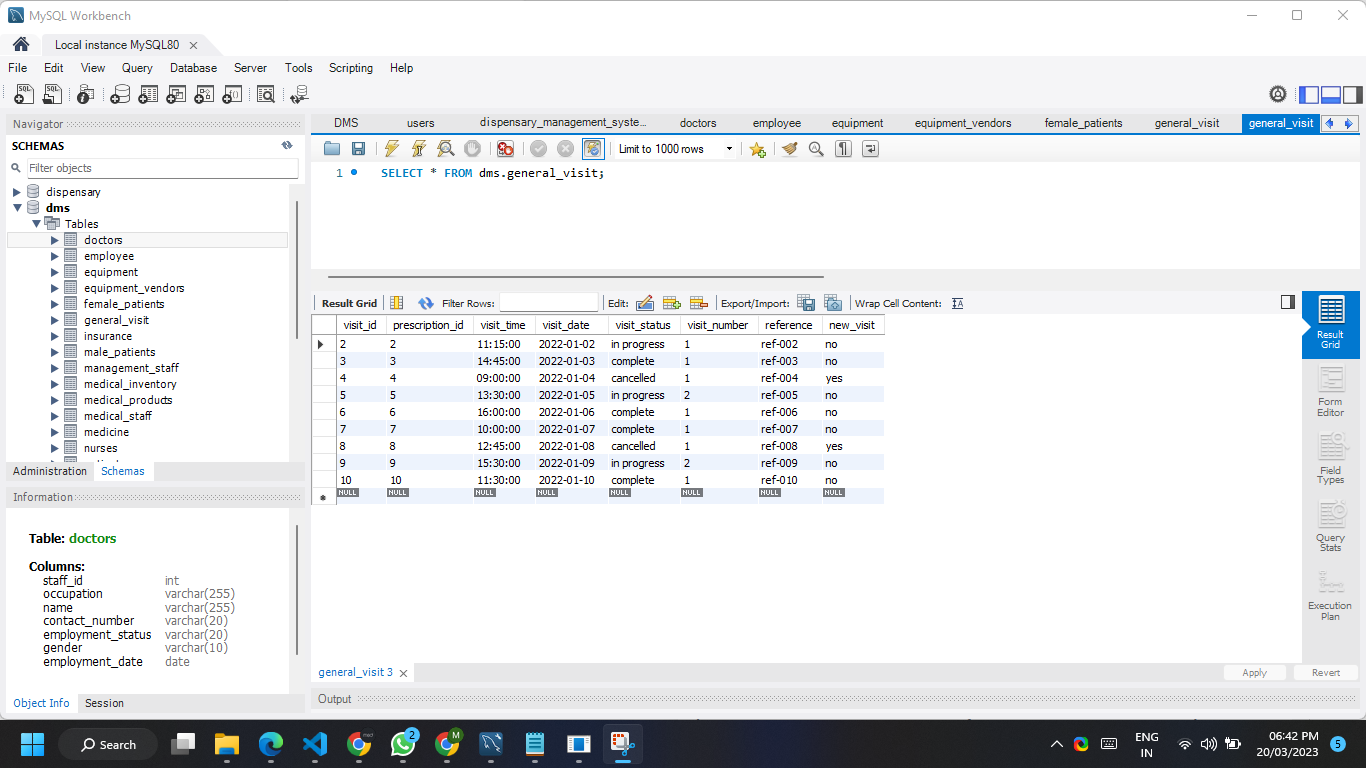 MySQL Workbench
Local instance MySQL80
File Edit View Query Database Server Tools Scripting Help
Navigator
SCHEMAS
Filter objects
dispensary
dms
Tables
doctors
employee
equipment
equipment_vendors
female_patients
general_visit
insurance
male_patients
management_staff
medical_inventory
medical_products
medical_staff
medicine
nurses
Administration Schemas
Information
Table: doctors
Columns:
staff_id int
occupation varchar(255)
name varchar(255)
contact_number varchar(20)
employment_status varchar(20)
gender varchar(10)
employment_date date
Object Info Session
DMS users dispensary_management_syste... doctors employee equipment equipment_vendors female_patients general_visit general_visit
Limit to 1000 rows
1 SELECT * FROM dms.general_visit;
Result Grid Filter Rows: Edit: Export/Import: Wrap Cell Content:
visit_id prescription_id visit_time visit_date visit_status visit_number reference new_visit
2 2 11:15:00 2022-01-02 in progress 1 ref-002 no
3 3 14:45:00 2022-01-03 complete 1 ref-003 no
4 4 09:00:00 2022-01-04 cancelled 1 ref-004 yes
5 5 13:30:00 2022-01-05 in progress 2 ref-005 no
6 6 16:00:00 2022-01-06 complete 1 ref-006 no
7 7 10:00:00 2022-01-07 complete 1 ref-007 no
8 8 12:45:00 2022-01-08 cancelled 1 ref-008 yes
9 9 15:30:00 2022-01-09 in progress 2 ref-009 no
10 10 11:30:00 2022-01-10 complete 1 ref-010 no
NULL NULL NULL NULL NULL NULL NULL NULL
Result
Grid
Form
Editor
Field
Types
Query
Stats
Execution
Plan
general_visit 3
Apply Revert
Output
Search
2
M
ENG
IN
06:42 PM
20/03/2023
5